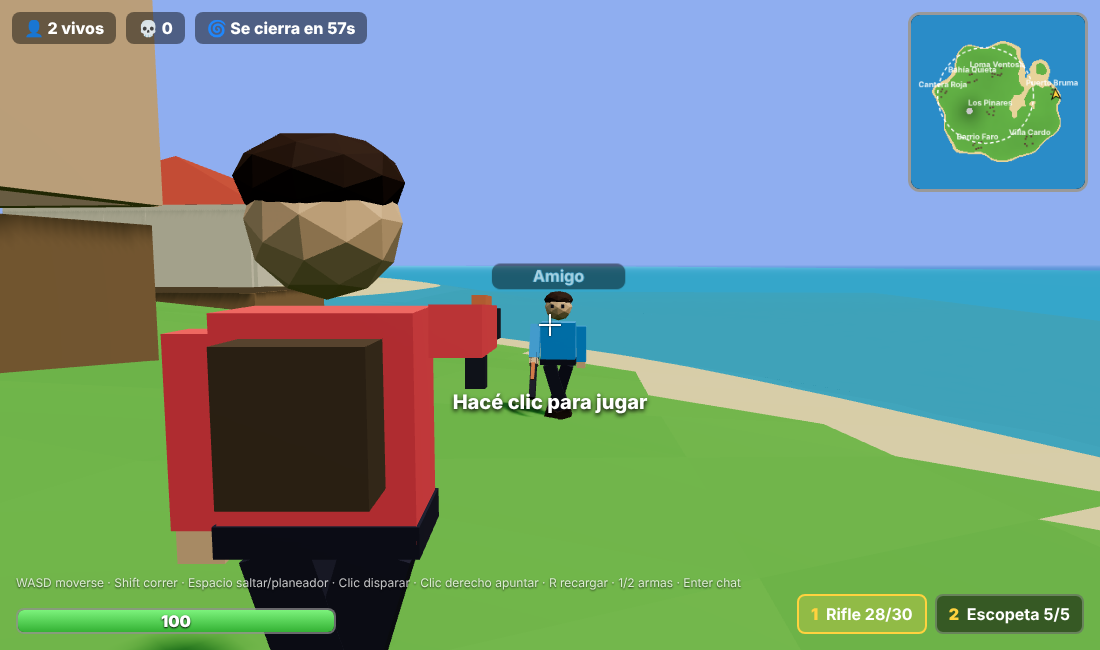 2 vivos
0
Se cierra en 57s
Loma Ventosa
Bahía Quieta
Cantera Roja
Puerto Bruma
Los Pinares
Barrio Faro
Villa Cardo
Amigo
Hacé clic para jugar
WASD moverse · Shift correr · Espacio saltar/planeador · Clic disparar · Clic derecho apuntar · R recargar · 1/2 armas · Enter chat
100
1 Rifle 28/30
2 Escopeta 5/5